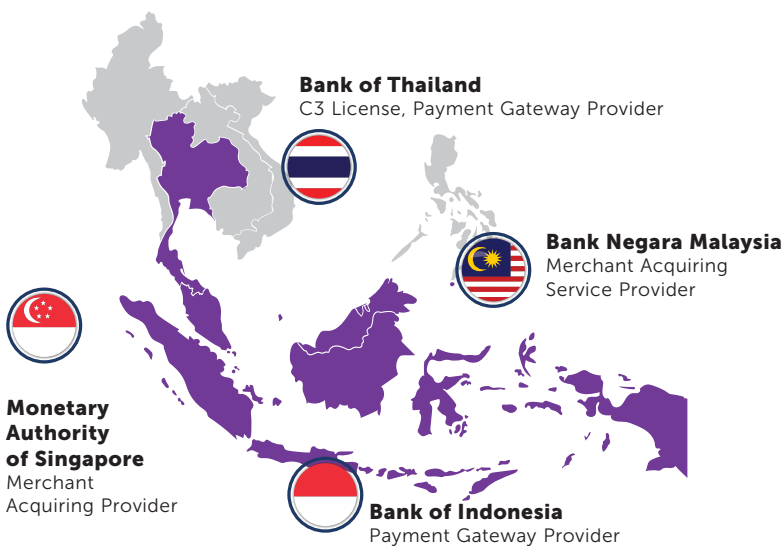 Bank of Thailand
C3 License, Payment Gateway Provider
Bank Negara Malaysia
Merchant Acquiring
Service Provider
Monetary
Authority
of Singapore
Merchant
Acquiring Provider
Bank of Indonesia
Payment Gateway Provider